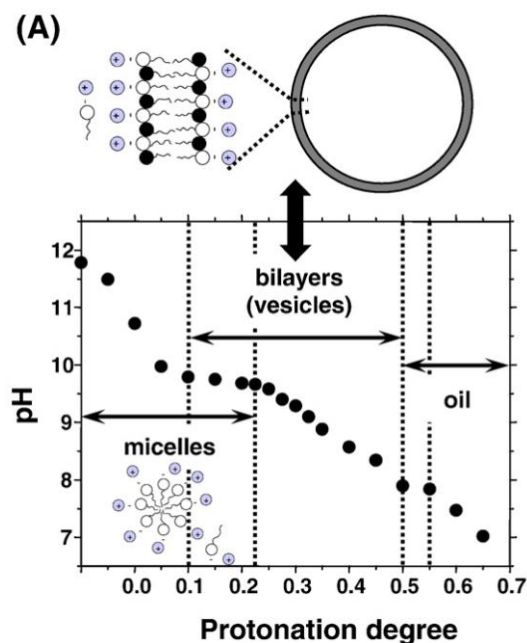 (A)
12
11
10
9
8
7
pH
bilayers
(vesicles)
micelles
oil
0.0 0.1 0.2 0.3 0.4 0.5 0.6 0.7
Protonation degree